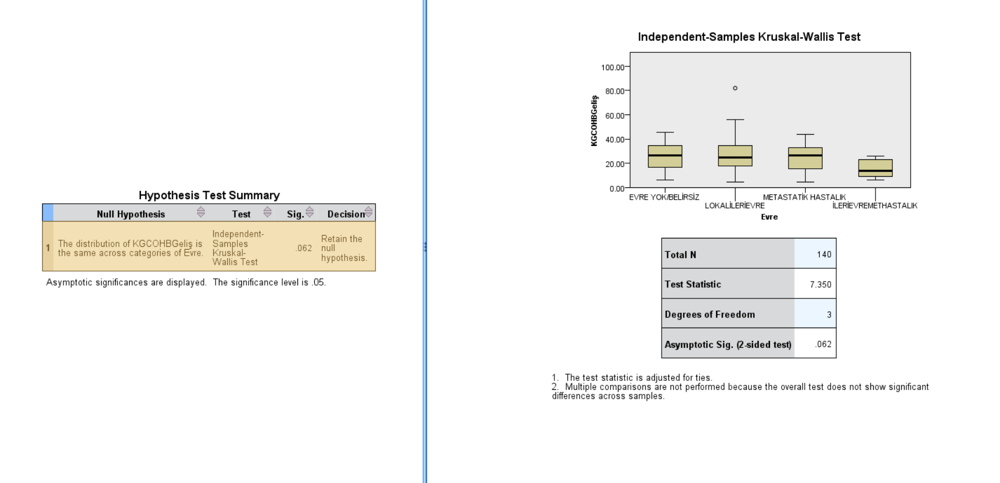 Hypothesis Test Summary
Null Hypothesis Test Sig. Decision
1 The distribution of KGCOHBGeliş is the same across categories of Evre. Independent-Samples Kruskal-Wallis Test .062 Retain the null hypothesis.
Asymptotic significances are displayed. The significance level is .05.
Independent-Samples Kruskal-Wallis Test
KGCOHBGeliş
100.00
80.00
60.00
40.00
20.00
0.00
EVRE YOK/BELİRSİZ
LOKALİLERİEVRE
METASTATİK HASTALIK
İLERİEVREMETHASTALIK
Evre
Total N 140
Test Statistic 7.350
Degrees of Freedom 3
Asymptotic Sig. (2-sided test) .062
1. The test statistic is adjusted for ties.
2. Multiple comparisons are not performed because the overall test does not show significant
differences across samples.